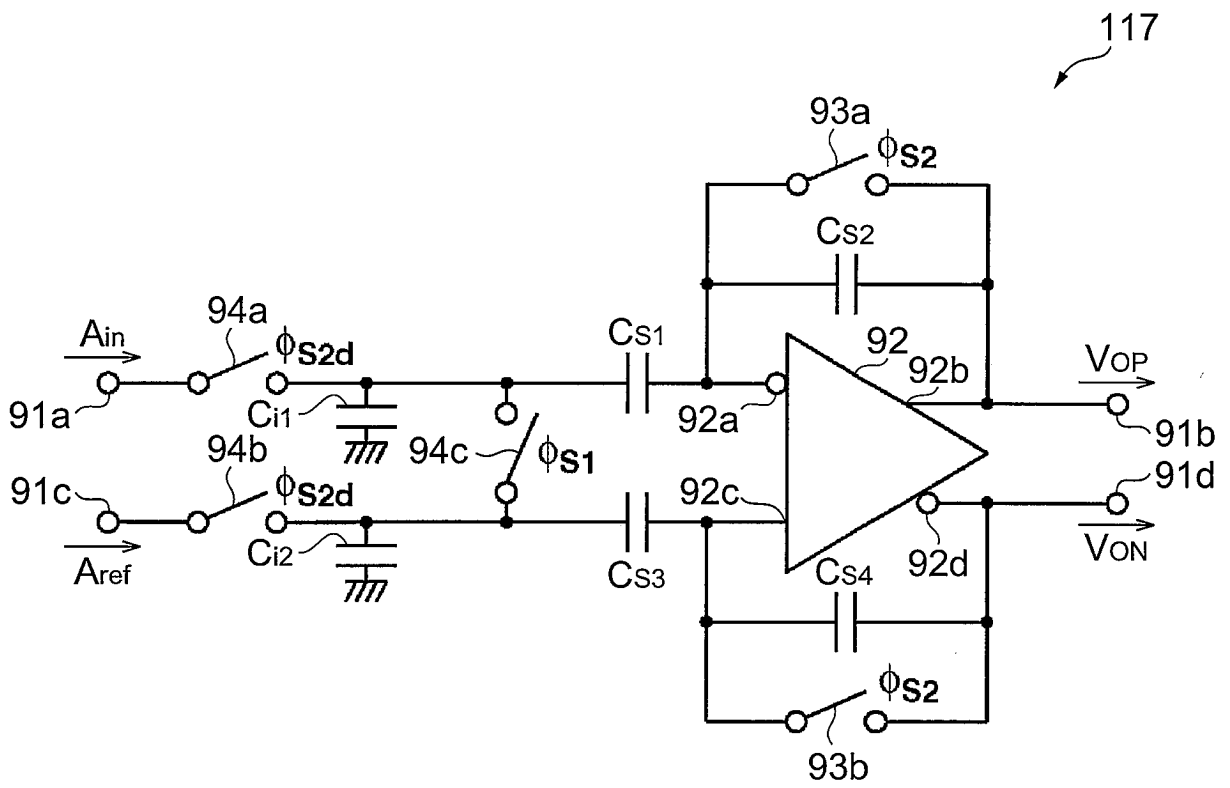 117
93a
ϕS2
CS2
94a
Ain
ϕS2d
CS1
92
92b
VOP
91a
Ci1
92a
91b
94c
ϕS1
94b
91c
ϕS2d
92c
91d
Aref
Ci2
CS3
CS4
92d
VON
ϕS2
93b